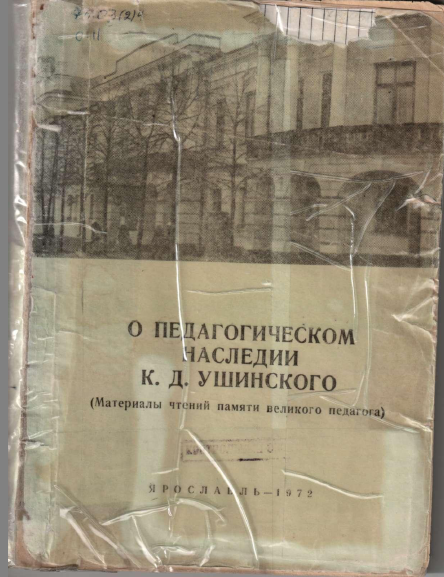 О ПЕДАГОГИЧЕСКОМ
НАСЛЕДИИ
К. Д. УШИНСКОГО
(Материалы чтений памяти великого педагога)
ЯРОСЛАВЛЬ—1972